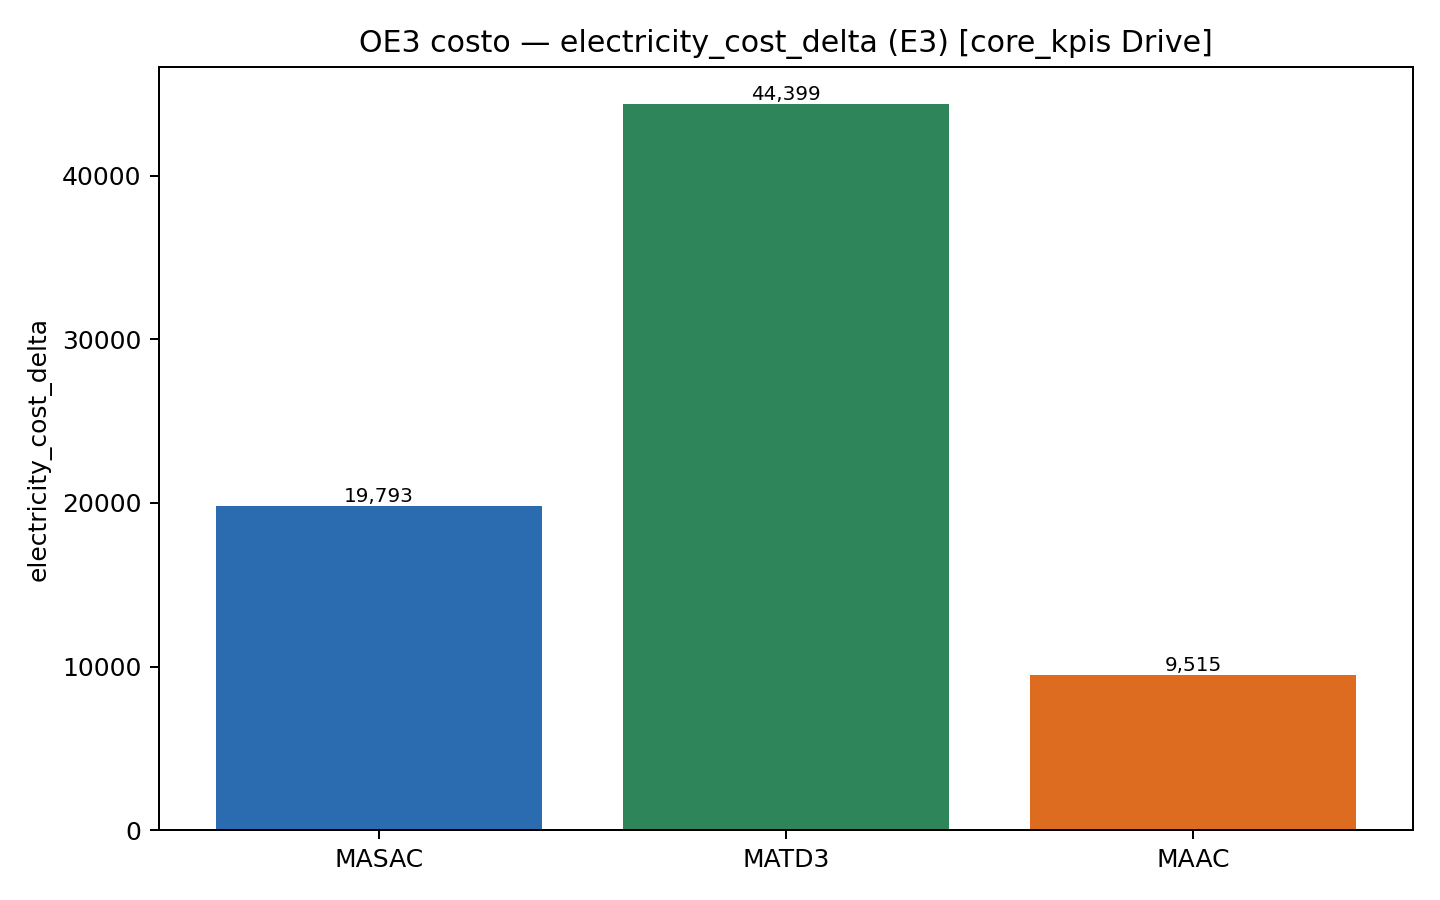 OE3 costo — electricity_cost_delta (E3) [core_kpis Drive]
electricity_cost_delta
40000
30000
20000
10000
0
19,793
44,399
9,515
MASAC
MATD3
MAAC